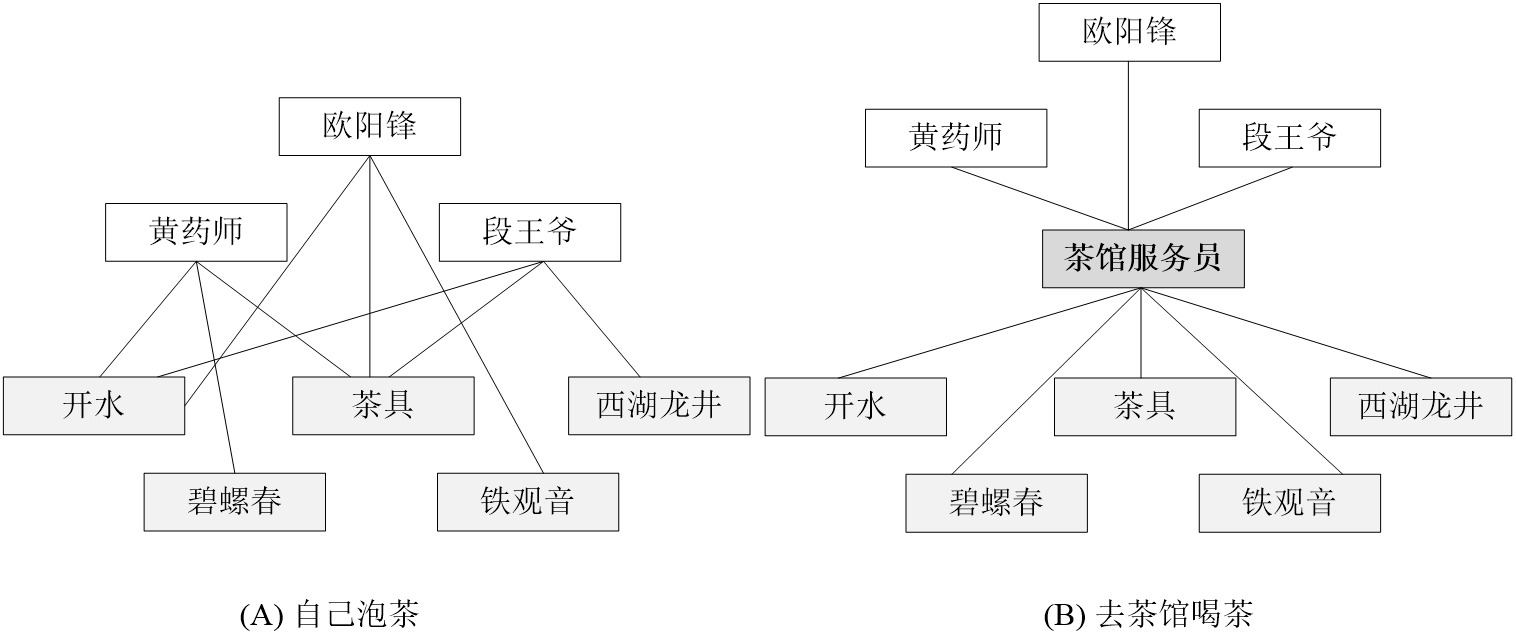 欧阳锋
黄药师
段王爷
开水
茶具
西湖龙井
碧螺春
铁观音
(A) 自己泡茶
欧阳锋
黄药师
段王爷
茶馆服务员
开水
茶具
西湖龙井
碧螺春
铁观音
(B) 去茶馆喝茶